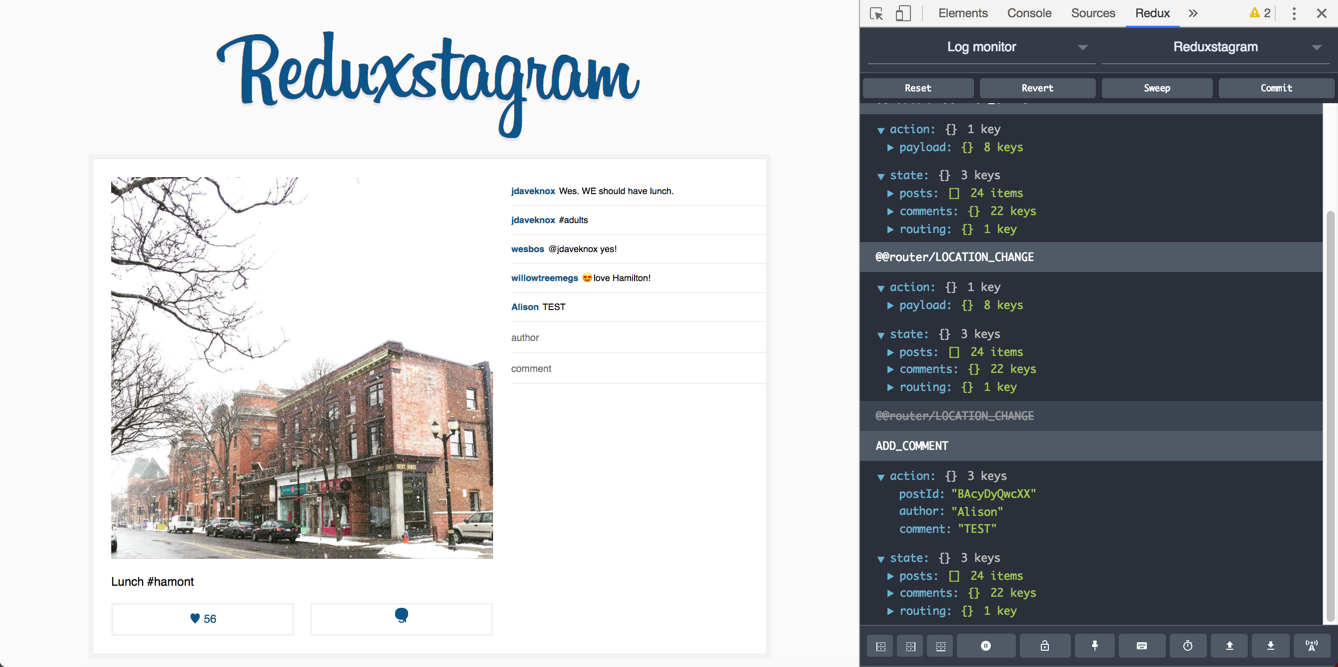 Reduxstagram
jdaveknox Wes. WE should have lunch.
jdaveknox #adults
wesbos @jdaveknox yes!
willowtreemegs 😍love Hamilton!
Alison TEST
author
comment
Lunch #hamont
56
Elements Console Sources Redux 2
Log monitor Reduxstagram
Reset Revert Sweep Commit
action: {} 1 key
payload: {} 8 keys
state: {} 3 keys
posts: [] 24 items
comments: {} 22 keys
routing: {} 1 key
@@router/LOCATION_CHANGE
action: {} 1 key
payload: {} 8 keys
state: {} 3 keys
posts: [] 24 items
comments: {} 22 keys
routing: {} 1 key
@@router/LOCATION_CHANGE
ADD_COMMENT
action: {} 3 keys
postId: "BAcyDyQwcXX"
author: "Alison"
comment: "TEST"
state: {} 3 keys
posts: [] 24 items
comments: {} 22 keys
routing: {} 1 key